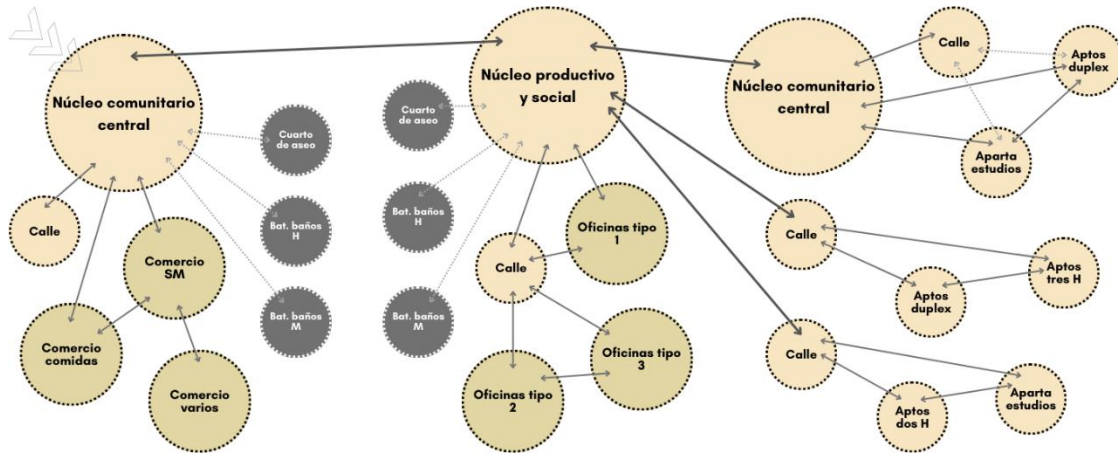 Núcleo comunitario
central
Cuarto
de aseo
Bat. baños
H
Bat. baños
M
Calle
Comercio
SM
Comercio
comidas
Comercio
varios
Núcleo productivo
y social
Cuarto
de aseo
Bat. baños
H
Bat. baños
M
Calle
Oficinas tipo
1
Oficinas tipo
2
Oficinas tipo
3
Núcleo comunitario
central
Calle
Aptos
duplex
Aparta
estudios
Calle
Aptos
tres H
Aptos
duplex
Calle
Aparta
estudios
Aptos
dos H